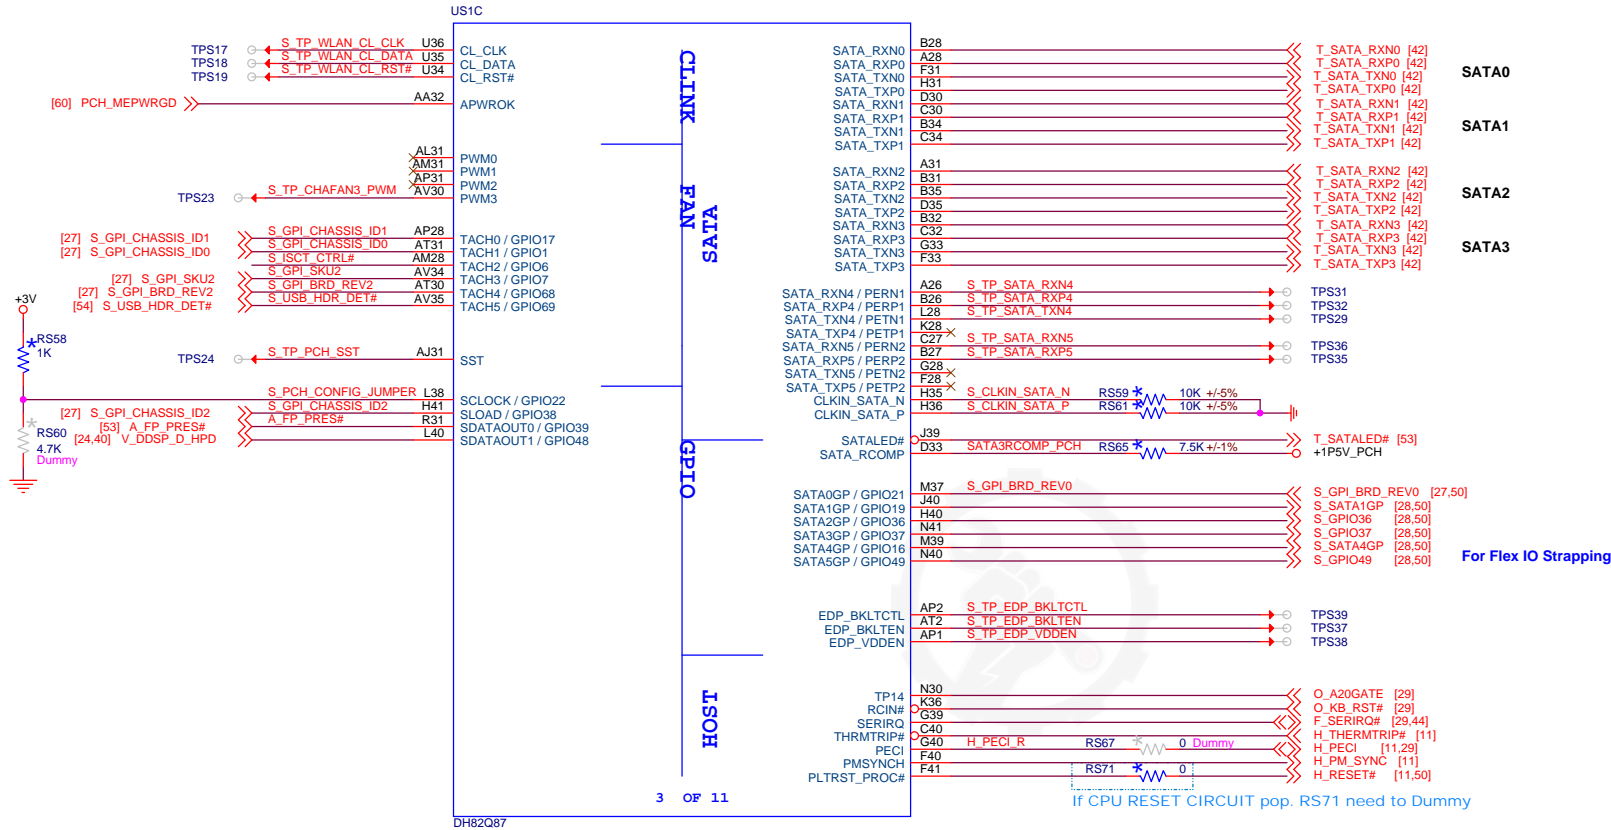 US1C
TPS17 S_TP_WLAN_CL_CLK U36 CL_CLK
TPS18 S_TP_WLAN_CL_DATA U35 CL_DATA
TPS19 S_TP_WLAN_CL_RST# U34 CL_RST#
[60] PCH_MEPWRGD AA32 APWROK
AL31 PWM0
AM31 PWM1
AP31 PWM2
TPS23 S_TP_CHAFAN3_PWM AV30 PWM3
[27] S_GPI_CHASSIS_ID1 S_GPI_CHASSIS_ID1 AP28 TACH0 / GPIO17
[27] S_GPI_CHASSIS_ID0 S_GPI_CHASSIS_ID0 AT31 TACH1 / GPIO1
S_ISCT_CTRL# AM28 TACH2 / GPIO6
[27] S_GPI_SKU2 S_GPI_SKU2 AV34 TACH3 / GPIO7
[27] S_GPI_BRD_REV2 S_GPI_BRD_REV2 AT30 TACH4 / GPIO68
[54] S_USB_HDR_DET# S_USB_HDR_DET# AV35 TACH5 / GPIO69
+3V
*
RS58
1K
TPS24 S_TP_PCH_SST AJ31 SST
S_PCH_CONFIG_JUMPER L38 SCLOCK / GPIO22
[27] S_GPI_CHASSIS_ID2 S_GPI_CHASSIS_ID2 H41 SLOAD / GPIO38
[53] A_FP_PRES# A_FP_PRES# R31 SDATAOUT0 / GPIO39
[24,40] V_DDSP_D_HPD L40 SDATAOUT1 / GPIO48
*
RS60
4.7K
Dummy
CLINK
FAN
SATA
GPIO
HOST
3 OF 11
DH82Q87
SATA_RXN0 B28 T_SATA_RXN0 [42]
SATA_RXP0 A28 T_SATA_RXP0 [42]
SATA_TXN0 F31 T_SATA_TXN0 [42]
SATA_TXP0 H31 T_SATA_TXP0 [42]
SATA0
SATA_RXN1 D30 T_SATA_RXN1 [42]
SATA_RXP1 C30 T_SATA_RXP1 [42]
SATA_TXN1 B34 T_SATA_TXN1 [42]
SATA_TXP1 C34 T_SATA_TXP1 [42]
SATA1
SATA_RXN2 A31 T_SATA_RXN2 [42]
SATA_RXP2 B31 T_SATA_RXP2 [42]
SATA_TXN2 B35 T_SATA_TXN2 [42]
SATA_TXP2 D35 T_SATA_TXP2 [42]
SATA2
SATA_RXN3 B32 T_SATA_RXN3 [42]
SATA_RXP3 C32 T_SATA_RXP3 [42]
SATA_TXN3 G33 T_SATA_TXN3 [42]
SATA_TXP3 F33 T_SATA_TXP3 [42]
SATA3
SATA_RXN4 / PERN1 A26 S_TP_SATA_RXN4 TPS31
SATA_RXP4 / PERP1 B26 S_TP_SATA_RXP4 TPS32
SATA_TXN4 / PETN1 L28 S_TP_SATA_TXN4 TPS29
SATA_TXP4 / PETP1 K28
SATA_RXN5 / PERN2 C27 S_TP_SATA_RXN5 TPS36
SATA_RXP5 / PERP2 B27 S_TP_SATA_RXP5 TPS35
SATA_TXN5 / PETN2 G28
SATA_TXP5 / PETP2 F28
CLKIN_SATA_N H35 S_CLKIN_SATA_N RS59 * 10K +/-5%
CLKIN_SATA_P H36 S_CLKIN_SATA_P RS61 * 10K +/-5%
SATALED# J39 T_SATALED# [53]
SATA_RCOMP D33 SATA3RCOMP_PCH RS65 * 7.5K +/-1% +1P5V_PCH
SATA0GP / GPIO21 M37 S_GPI_BRD_REV0 S_GPI_BRD_REV0 [27,50]
SATA1GP / GPIO19 J40 S_SATA1GP [28,50]
SATA2GP / GPIO36 H40 S_GPIO36 [28,50]
SATA3GP / GPIO37 N41 S_GPIO37 [28,50]
SATA4GP / GPIO16 M39 S_SATA4GP [28,50]
SATA5GP / GPIO49 N40 S_GPIO49 [28,50]
For Flex IO Strapping
EDP_BKLTCTL AP2 S_TP_EDP_BKLTCTL TPS39
EDP_BKLTEN AT2 S_TP_EDP_BKLTEN TPS37
EDP_VDDEN AP1 S_TP_EDP_VDDEN TPS38
TP14 N30 O_A20GATE [29]
RCIN# K36 O_KB_RST# [29]
SERIRQ G39 F_SERIRQ# [29,44]
THRMTRIP# C40 H_THERMTRIP# [11]
PECI G40 H_PECI_R RS67 * 0 Dummy H_PECI [11,29]
PMSYNCH F40 H_PM_SYNC [11]
PLTRST_PROC# F41 RS71 * 0 H_RESET# [11,50]
If CPU RESET CIRCUIT pop. RS71 need to Dummy